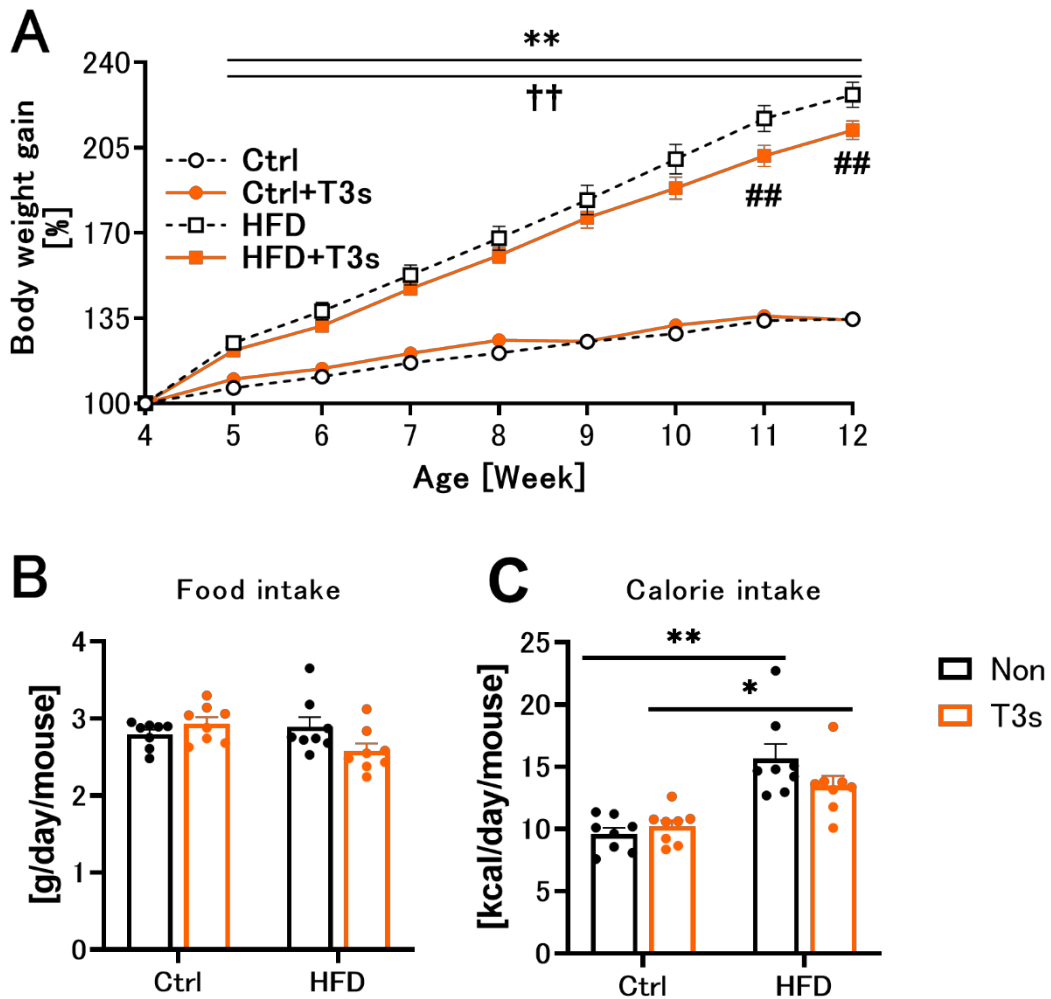 A
**
††
240
205
170
135
100
Body weight gain
[%]
Ctrl
Ctrl+T3s
HFD
HFD+T3s
##
##
4 5 6 7 8 9 10 11 12
Age [Week]
B
Food intake
4
3
2
1
0
[g/day/mouse]
Ctrl HFD
C
Calorie intake
**
*
25
20
15
10
5
0
[kcal/day/mouse]
Ctrl HFD
Non
T3s